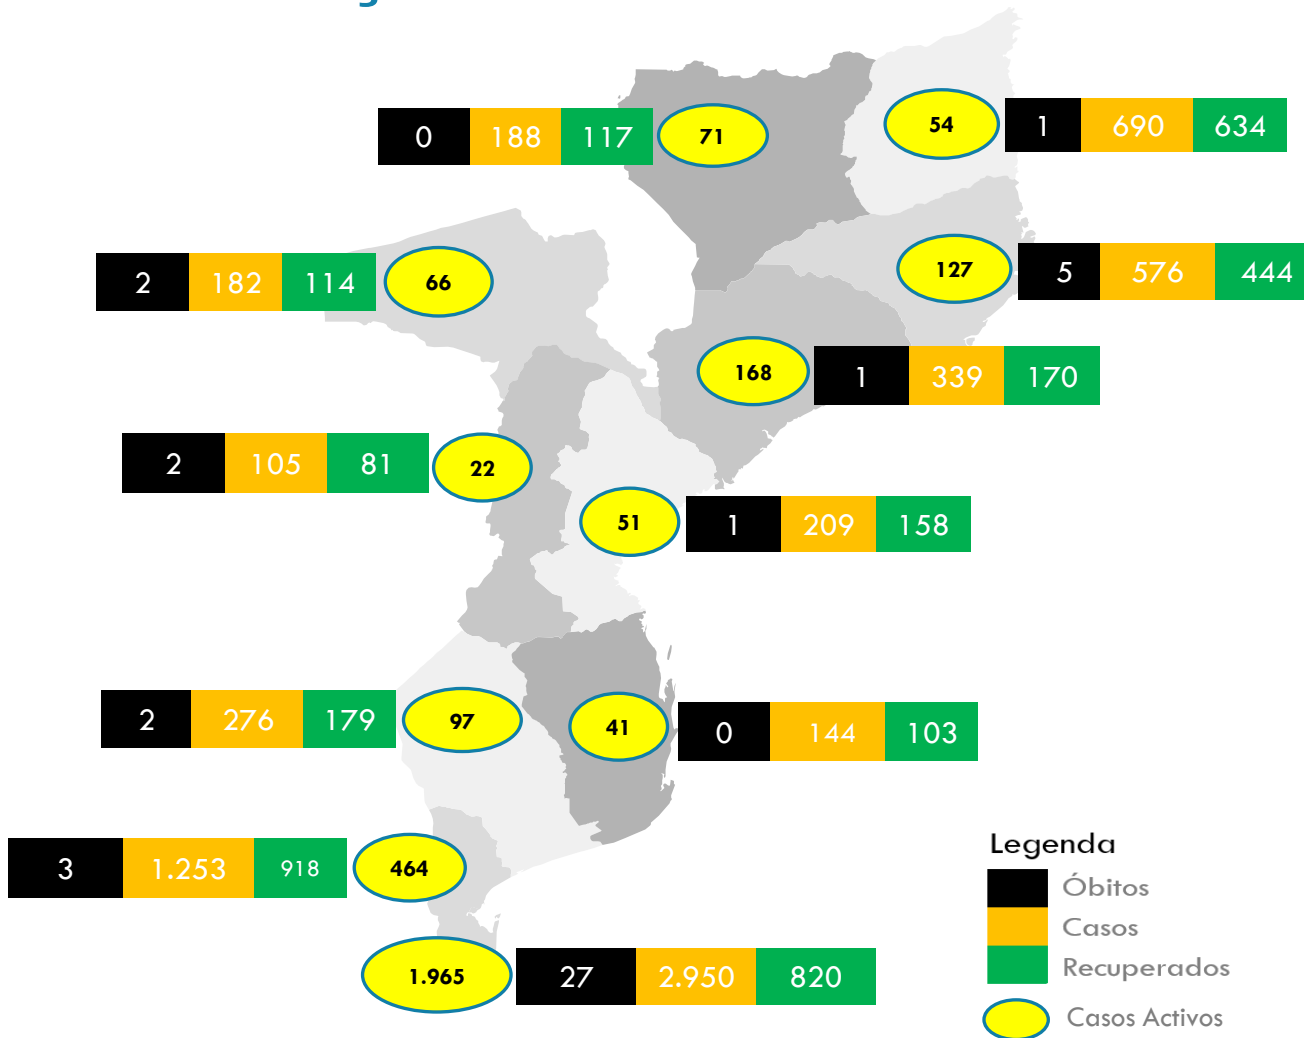 0 188 117 71
54 1 690 634
2 182 114 66
127 5 576 444
168 1 339 170
2 105 81 22
51 1 209 158
2 276 179 97
41 0 144 103
3 1.253 918 464
1.965 27 2.950 820
Legenda
Óbitos
Casos
Recuperados
Casos Activos